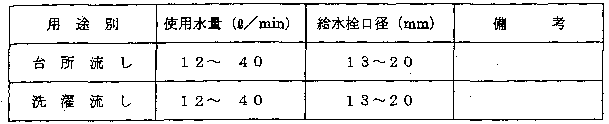 用途別 使用水量(ℓ/min) 給水栓口径(mm) 備考
台所流し 12～40 13～20
洗濯流し 12～40 13～20